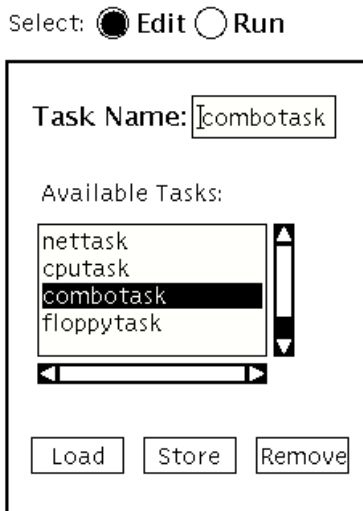 Select: Edit Run
Task Name: combotask
Available Tasks:
nettask
cputask
combotask
floppytask
Load Store Remove